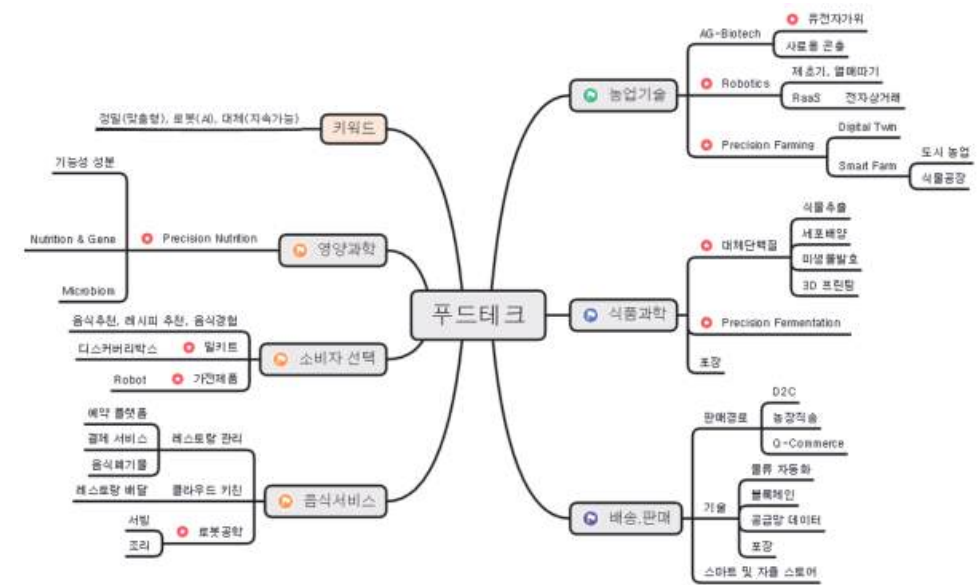 푸드테크
키워드
정밀(맞춤형), 로봇(AI), 대체(지속가능)
영양과학
Precision Nutrition
기능성 성분
Nutrition & Gene
Microbiom
소비자 선택
음식추천, 레시피 추천, 음식경험
밀키트
디스커버리박스
가전제품
Robot
음식서비스
레스토랑 관리
예약 플랫폼
결제 서비스
음식폐기물
클라우드 키친
레스토랑 배달
로봇공학
서빙
조리
농업기술
AG-Biotech
유전자가위
사료용 곤충
Robotics
제초기, 열매따기
RaaS 전자상거래
Precision Farming
Digital Twin
Smart Farm
도시 농업
식물공장
식품과학
대체단백질
식물추출
세포배양
미생물발효
3D 프린팅
Precision Fermentation
포장
배송,판매
판매경로
D2C
농장직송
Q-Commerce
기술
물류 자동화
블록체인
공급망 데이터
포장
스마트 및 자율 스토어